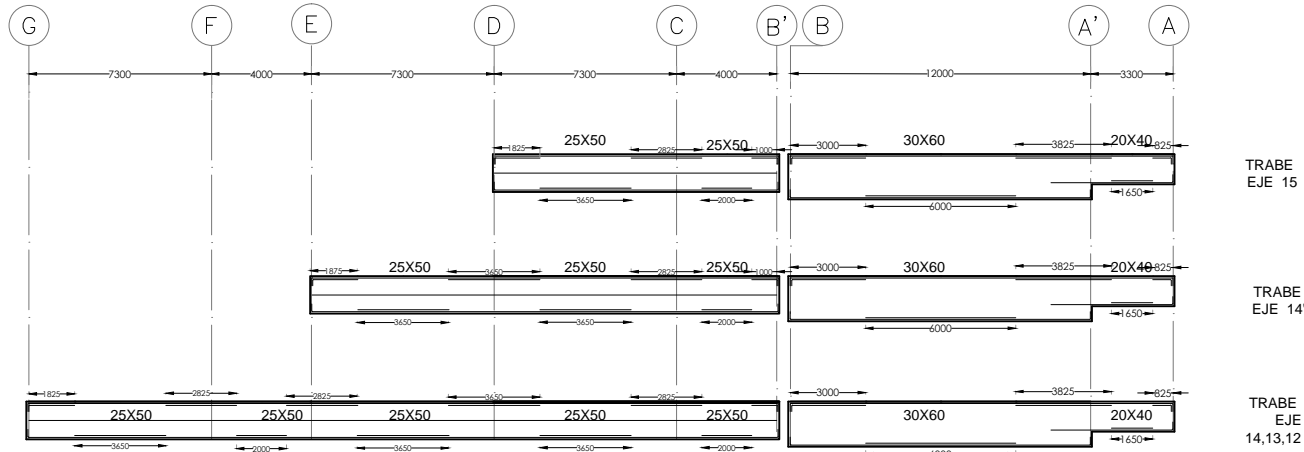 G F E D C B' B A' A
7300 4000 7300 7300 4000 12000 3300
25X50 25X50 30X60 20X40
1825 2825 1000 3000 3825 825
TRABE
EJE 15
3650 2000 6000 1650
25X50 25X50 25X50 30X60 20X40
1875 3650 2825 1000 3000 3825 825
TRABE
EJE 14'
3650 3650 2000 6000 1650
1825 2825 2825 3650 2825 3000 3825 825
25X50 25X50 25X50 25X50 25X50 30X60 20X40
TRABE
EJE
14,13,12
3650 2000 3650 3650 2000 1650